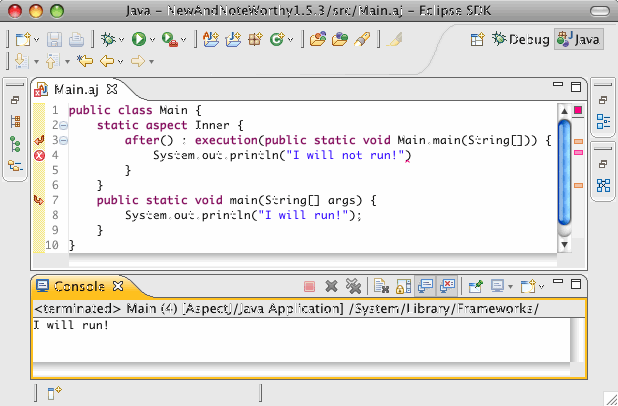 Java - NewAndNoteWorthy1.5.3/src/Main.aj - Eclipse SDK
Debug Java
Main.aj
1 public class Main {
2 static aspect Inner {
3 after() : execution(public static void Main.main(String[])) {
4 System.out.println("I will not run!")
5 }
6 }
7 public static void main(String[] args) {
8 System.out.println("I will run!");
9 }
10 }
Console
<terminated> Main (4) [AspectJ/Java Application] /System/Library/Frameworks/
I will run!